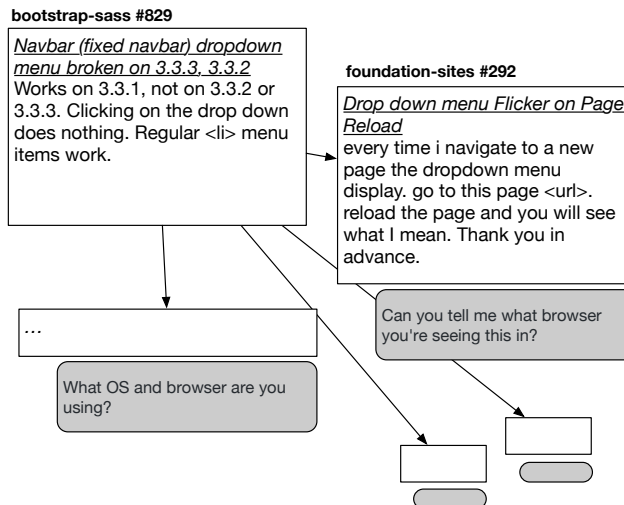 bootstrap-sass #829
Navbar (fixed navbar) dropdown
menu broken on 3.3.3, 3.3.2
Works on 3.3.1, not on 3.3.2 or
3.3.3. Clicking on the drop down
does nothing. Regular <li> menu
items work.
foundation-sites #292
Drop down menu Flicker on Page
Reload
every time i navigate to a new
page the dropdown menu
display. go to this page <url>.
reload the page and you will see
what I mean. Thank you in
advance.
Can you tell me what browser
you're seeing this in?
...
What OS and browser are you
using?